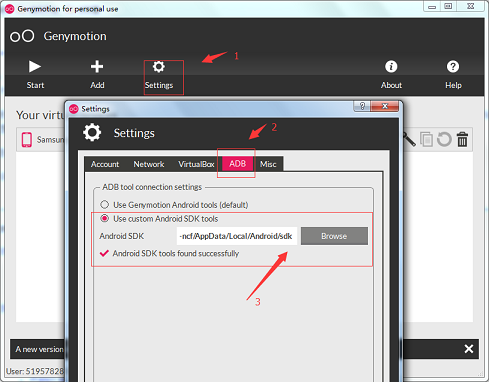 Genymotion for personal use
Genymotion
1
Start
Add
Settings
About
Help
Your virtu
Samsun
Settings
2
Settings
Account
Network
VirtualBox
ADB
Misc
ADB tool connection settings
Use Genymotion Android tools (default)
Use custom Android SDK tools
Android SDK
-ncf/AppData/Local/Android/sdk
Browse
Android SDK tools found successfully
3
A new version
User: 51957828